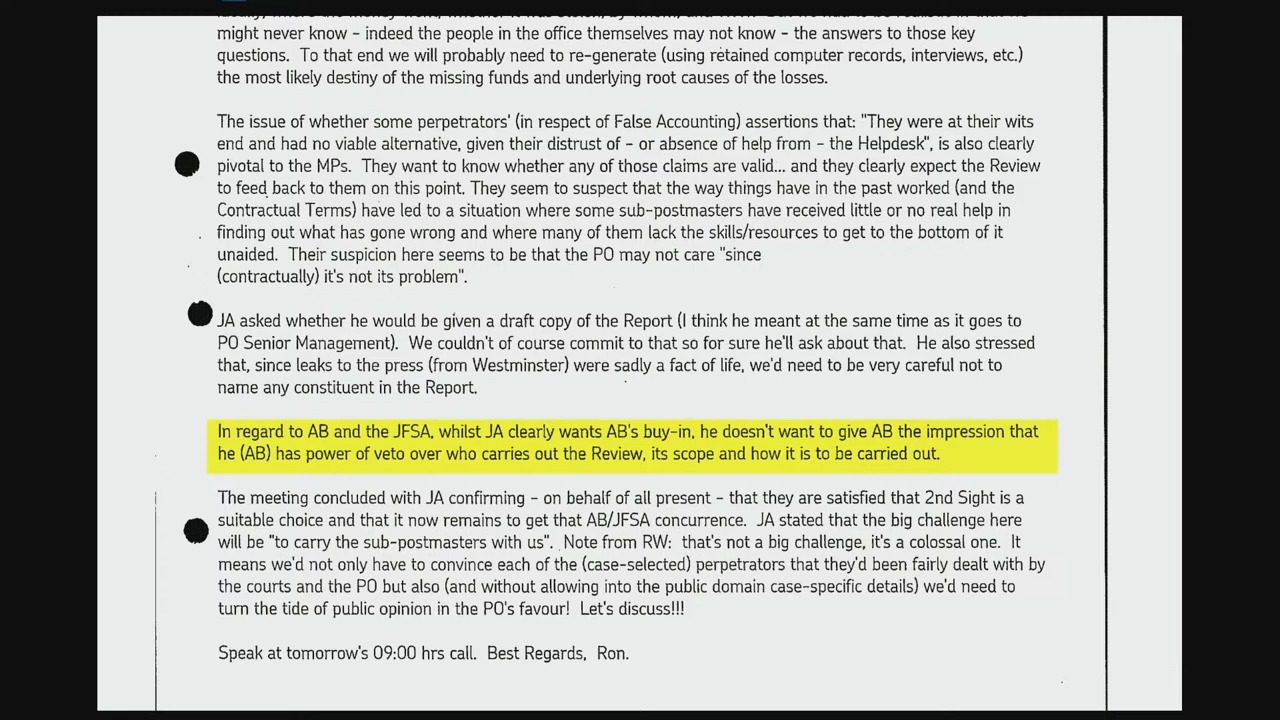 might never know - indeed the people in the office themselves may not know - the answers to those key
questions. To that end we will probably need to re-generate (using retained computer records, interviews, etc.)
the most likely destiny of the missing funds and underlying root causes of the losses.
The issue of whether some perpetrators' (in respect of False Accounting) assertions that: "They were at their wits
end and had no viable alternative, given their distrust of - or absence of help from - the Helpdesk", is also clearly
pivotal to the MPs. They want to know whether any of those claims are valid... and they clearly expect the Review
to feed back to them on this point. They seem to suspect that the way things have in the past worked (and the
Contractual Terms) have led to a situation where some sub-postmasters have received little or no real help in
finding out what has gone wrong and where many of them lack the skills/resources to get to the bottom of it
unaided. Their suspicion here seems to be that the PO may not care "since
(contractually) it's not its problem".
JA asked whether he would be given a draft copy of the Report (I think he meant at the same time as it goes to
PO Senior Management). We couldn't of course commit to that so for sure he'll ask about that. He also stressed
that, since leaks to the press (from Westminster) were sadly a fact of life, we'd need to be very careful not to
name any constituent in the Report.
In regard to AB and the JFSA, whilst JA clearly wants AB's buy-in, he doesn't want to give AB the impression that
he (AB) has power of veto over who carries out the Review, its scope and how it is to be carried out.
The meeting concluded with JA confirming - on behalf of all present - that they are satisfied that 2nd Sight is a
suitable choice and that it now remains to get that AB/JFSA concurrence. JA stated that the big challenge here
will be "to carry the sub-postmasters with us". Note from RW: that's not a big challenge, it's a colossal one. It
means we'd not only have to convince each of the (case-selected) perpetrators that they'd been fairly dealt with by
the courts and the PO but also (and without allowing into the public domain case-specific details) we'd need to
turn the tide of public opinion in the PO's favour! Let's discuss!!!
Speak at tomorrow's 09:00 hrs call. Best Regards, Ron.